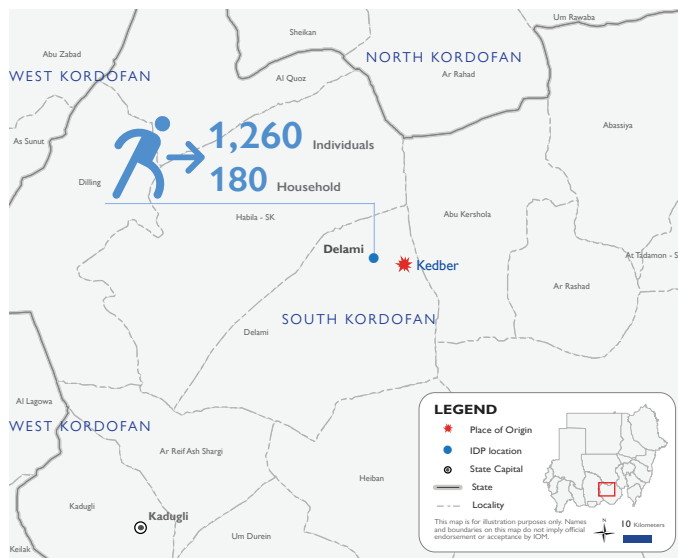 Um Rawaba
Sheikan
Abu Zabad
NORTH KORDOFAN
WEST KORDOFAN
Al Quoz
Ar Rahad
Abassiya
As Sunut
1,260 Individuals
180 Household
Dilling
Habila - SK
Abu Kershola
Delami
Kedber
At Tadamon - S
Ar Rashad
SOUTH KORDOFAN
Delami
Al Lagowa
WEST KORDOFAN
Ar Reif Ash Shargi
Heiban
Kadugli
Kadugli
Um Durein
Keilak
LEGEND
Place of Origin
IDP location
State Capital
State
Locality
This map is for illustration purposes only. Names
and boundaries on this map do not imply official
endorsement or acceptance by IOM.
N
10 Kilometers